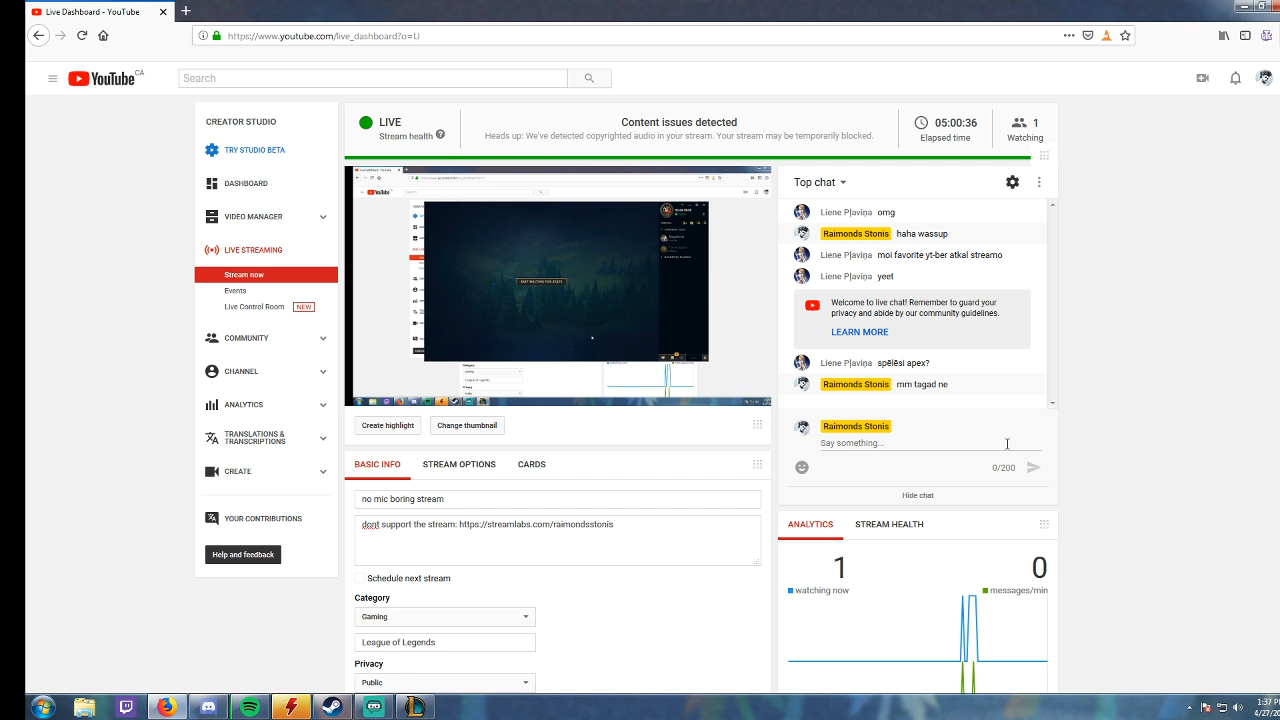 Live Dashboard - YouTube
https://www.youtube.com/live_dashboard?o=U
YouTube CA
Search
CREATOR STUDIO
TRY STUDIO BETA
DASHBOARD
VIDEO MANAGER
LIVE STREAMING
Stream now
Events
Live Control Room NEW
COMMUNITY
CHANNEL
ANALYTICS
TRANSLATIONS &
TRANSCRIPTIONS
CREATE
YOUR CONTRIBUTIONS
Help and feedback
LIVE
Stream health ?
Content issues detected
Heads up: We've detected copyrighted audio in your stream. Your stream may be temporarily blocked.
05:00:36
Elapsed time
1
Watching
SKIP WAITING FOR STATS
Create highlight
Change thumbnail
BASIC INFO
STREAM OPTIONS
CARDS
no mic boring stream
dont support the stream: https://streamlabs.com/raimondsstonis
Schedule next stream
Category
Gaming
League of Legends
Privacy
Public
Top chat
Liene Pļaviņa omg
Raimonds Stonis haha wassup
Liene Pļaviņa moi favorite yt-ber atkal streamo
Liene Pļaviņa yeet
Welcome to live chat! Remember to guard your
privacy and abide by our community guidelines.
LEARN MORE
Liene Pļaviņa spēlēsi apex?
Raimonds Stonis mm tagad ne
Raimonds Stonis
Say something...
0/200
Hide chat
ANALYTICS
STREAM HEALTH
1
watching now
0
messages/min
1:37 P
4/27/20